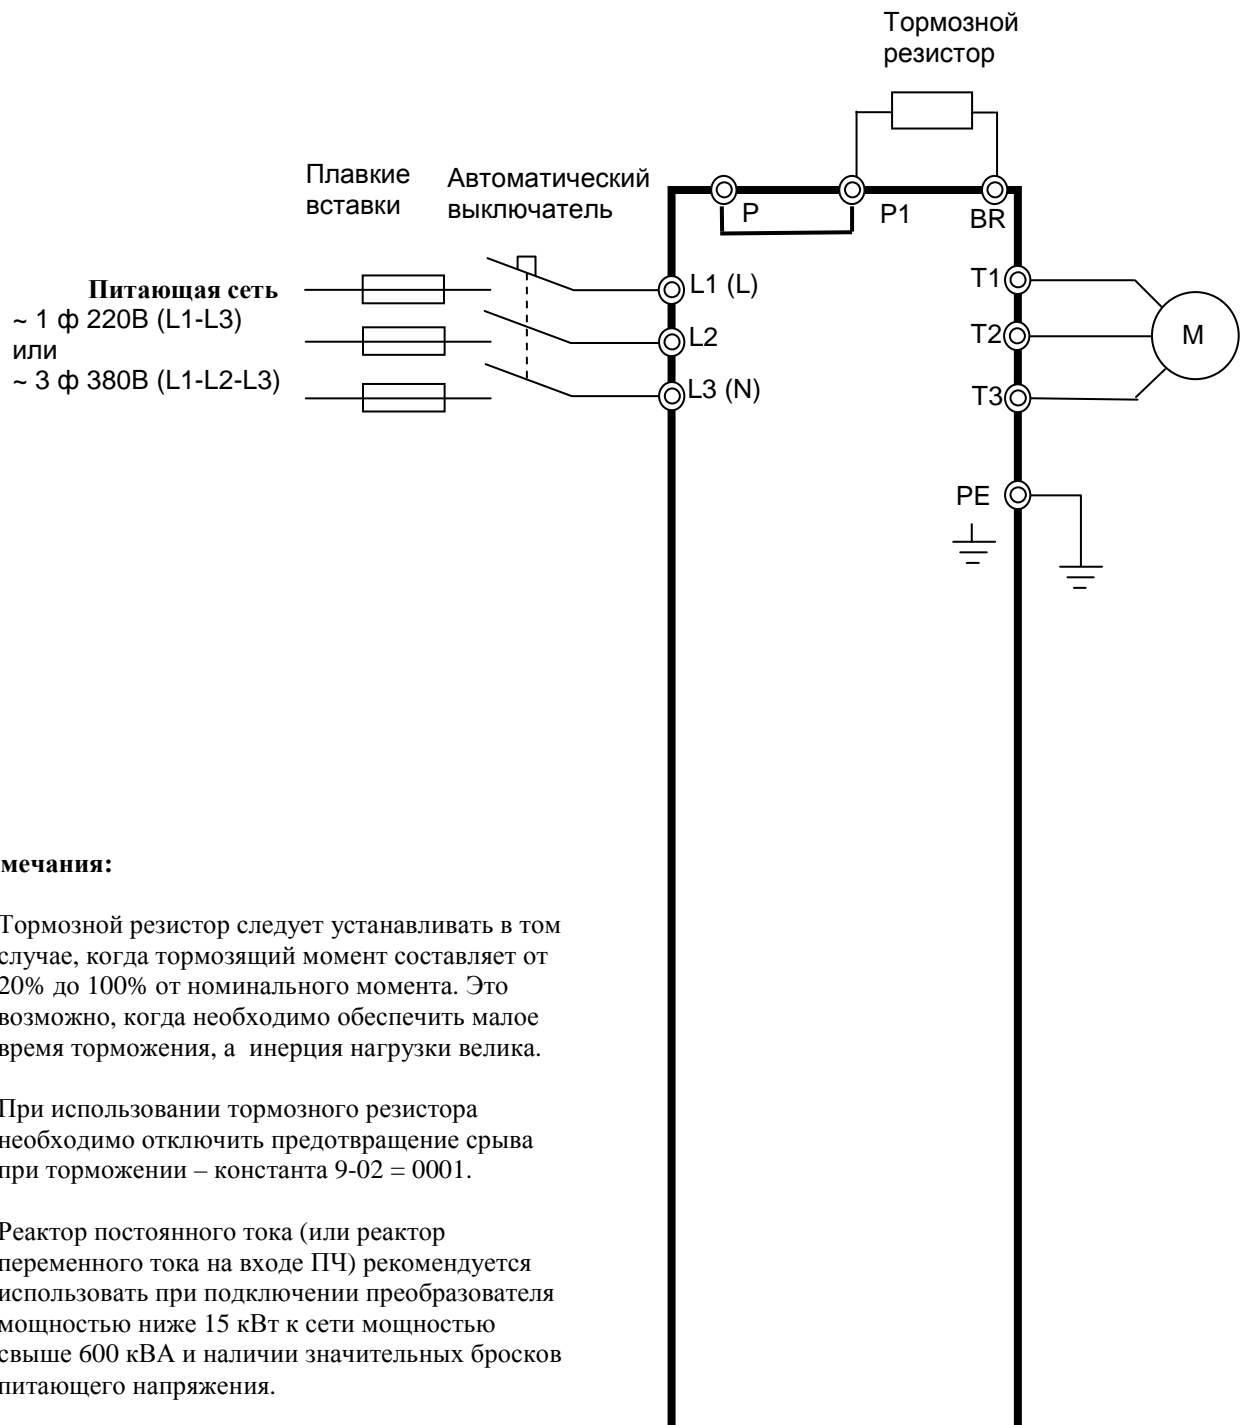 Тормозной
резистор
Плавкие
вставки
Автоматический
выключатель
P
P1
BR
Питающая сеть
~ 1 ф 220В (L1-L3)
или
~ 3 ф 380В (L1-L2-L3)
L1 (L)
L2
L3 (N)
T1
T2
T3
M
PE
мечания:
Тормозной резистор следует устанавливать в том
случае, когда тормозящий момент составляет от
20% до 100% от номинального момента. Это
возможно, когда необходимо обеспечить малое
время торможения, а  инерция нагрузки велика.
При использовании тормозного резистора
необходимо отключить предотвращение срыва
при торможении – константа 9-02 = 0001.
Реактор постоянного тока (или реактор
переменного тока на входе ПЧ) рекомендуется
использовать при подключении преобразователя
мощностью ниже 15 кВт к сети мощностью
свыше 600 кВА и наличии значительных бросков
питающего напряжения.